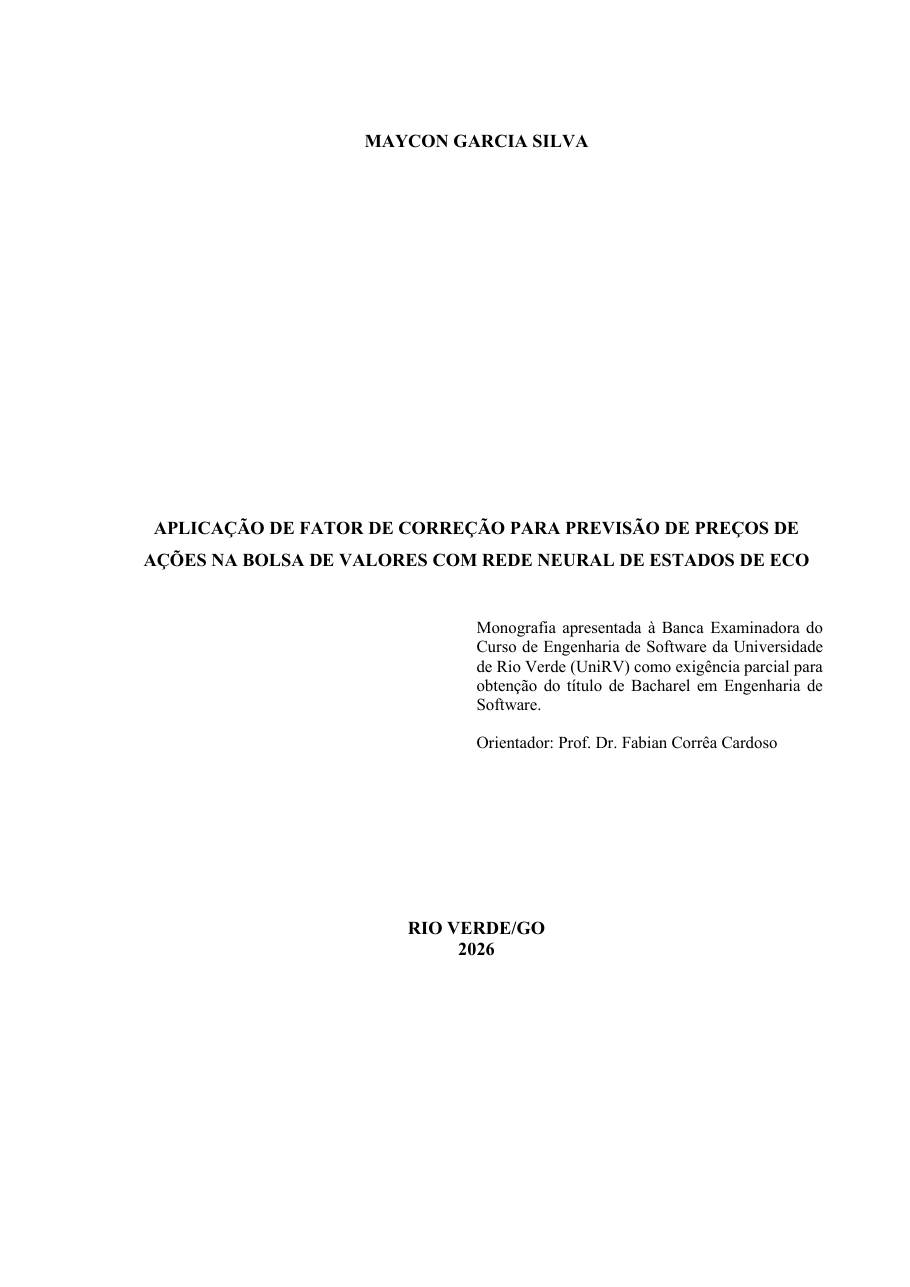 MAYCON GARCIA SILVA
APLICAÇÃO DE FATOR DE CORREÇÃO PARA PREVISÃO DE PREÇOS DE
AÇÕES NA BOLSA DE VALORES COM REDE NEURAL DE ESTADOS DE ECO
Monografia apresentada à Banca Examinadora do
Curso de Engenharia de Software da Universidade
de Rio Verde (UniRV) como exigência parcial para
obtenção do título de Bacharel em Engenharia de
Software.
Orientador: Prof. Dr. Fabian Corrêa Cardoso
RIO VERDE/GO
2026